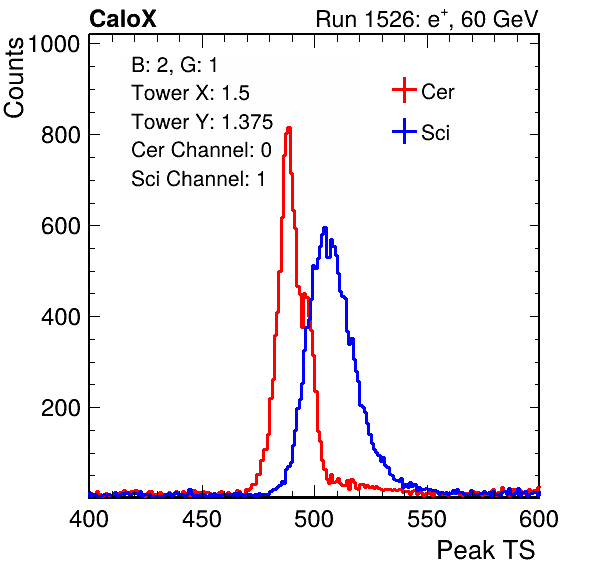 CaloX Run 1526: e+, 60 GeV
Counts
1000
800
600
400
200
B: 2, G: 1
Tower X: 1.5
Tower Y: 1.375
Cer Channel: 0
Sci Channel: 1
Cer
Sci
400 450 500 550 600
Peak TS